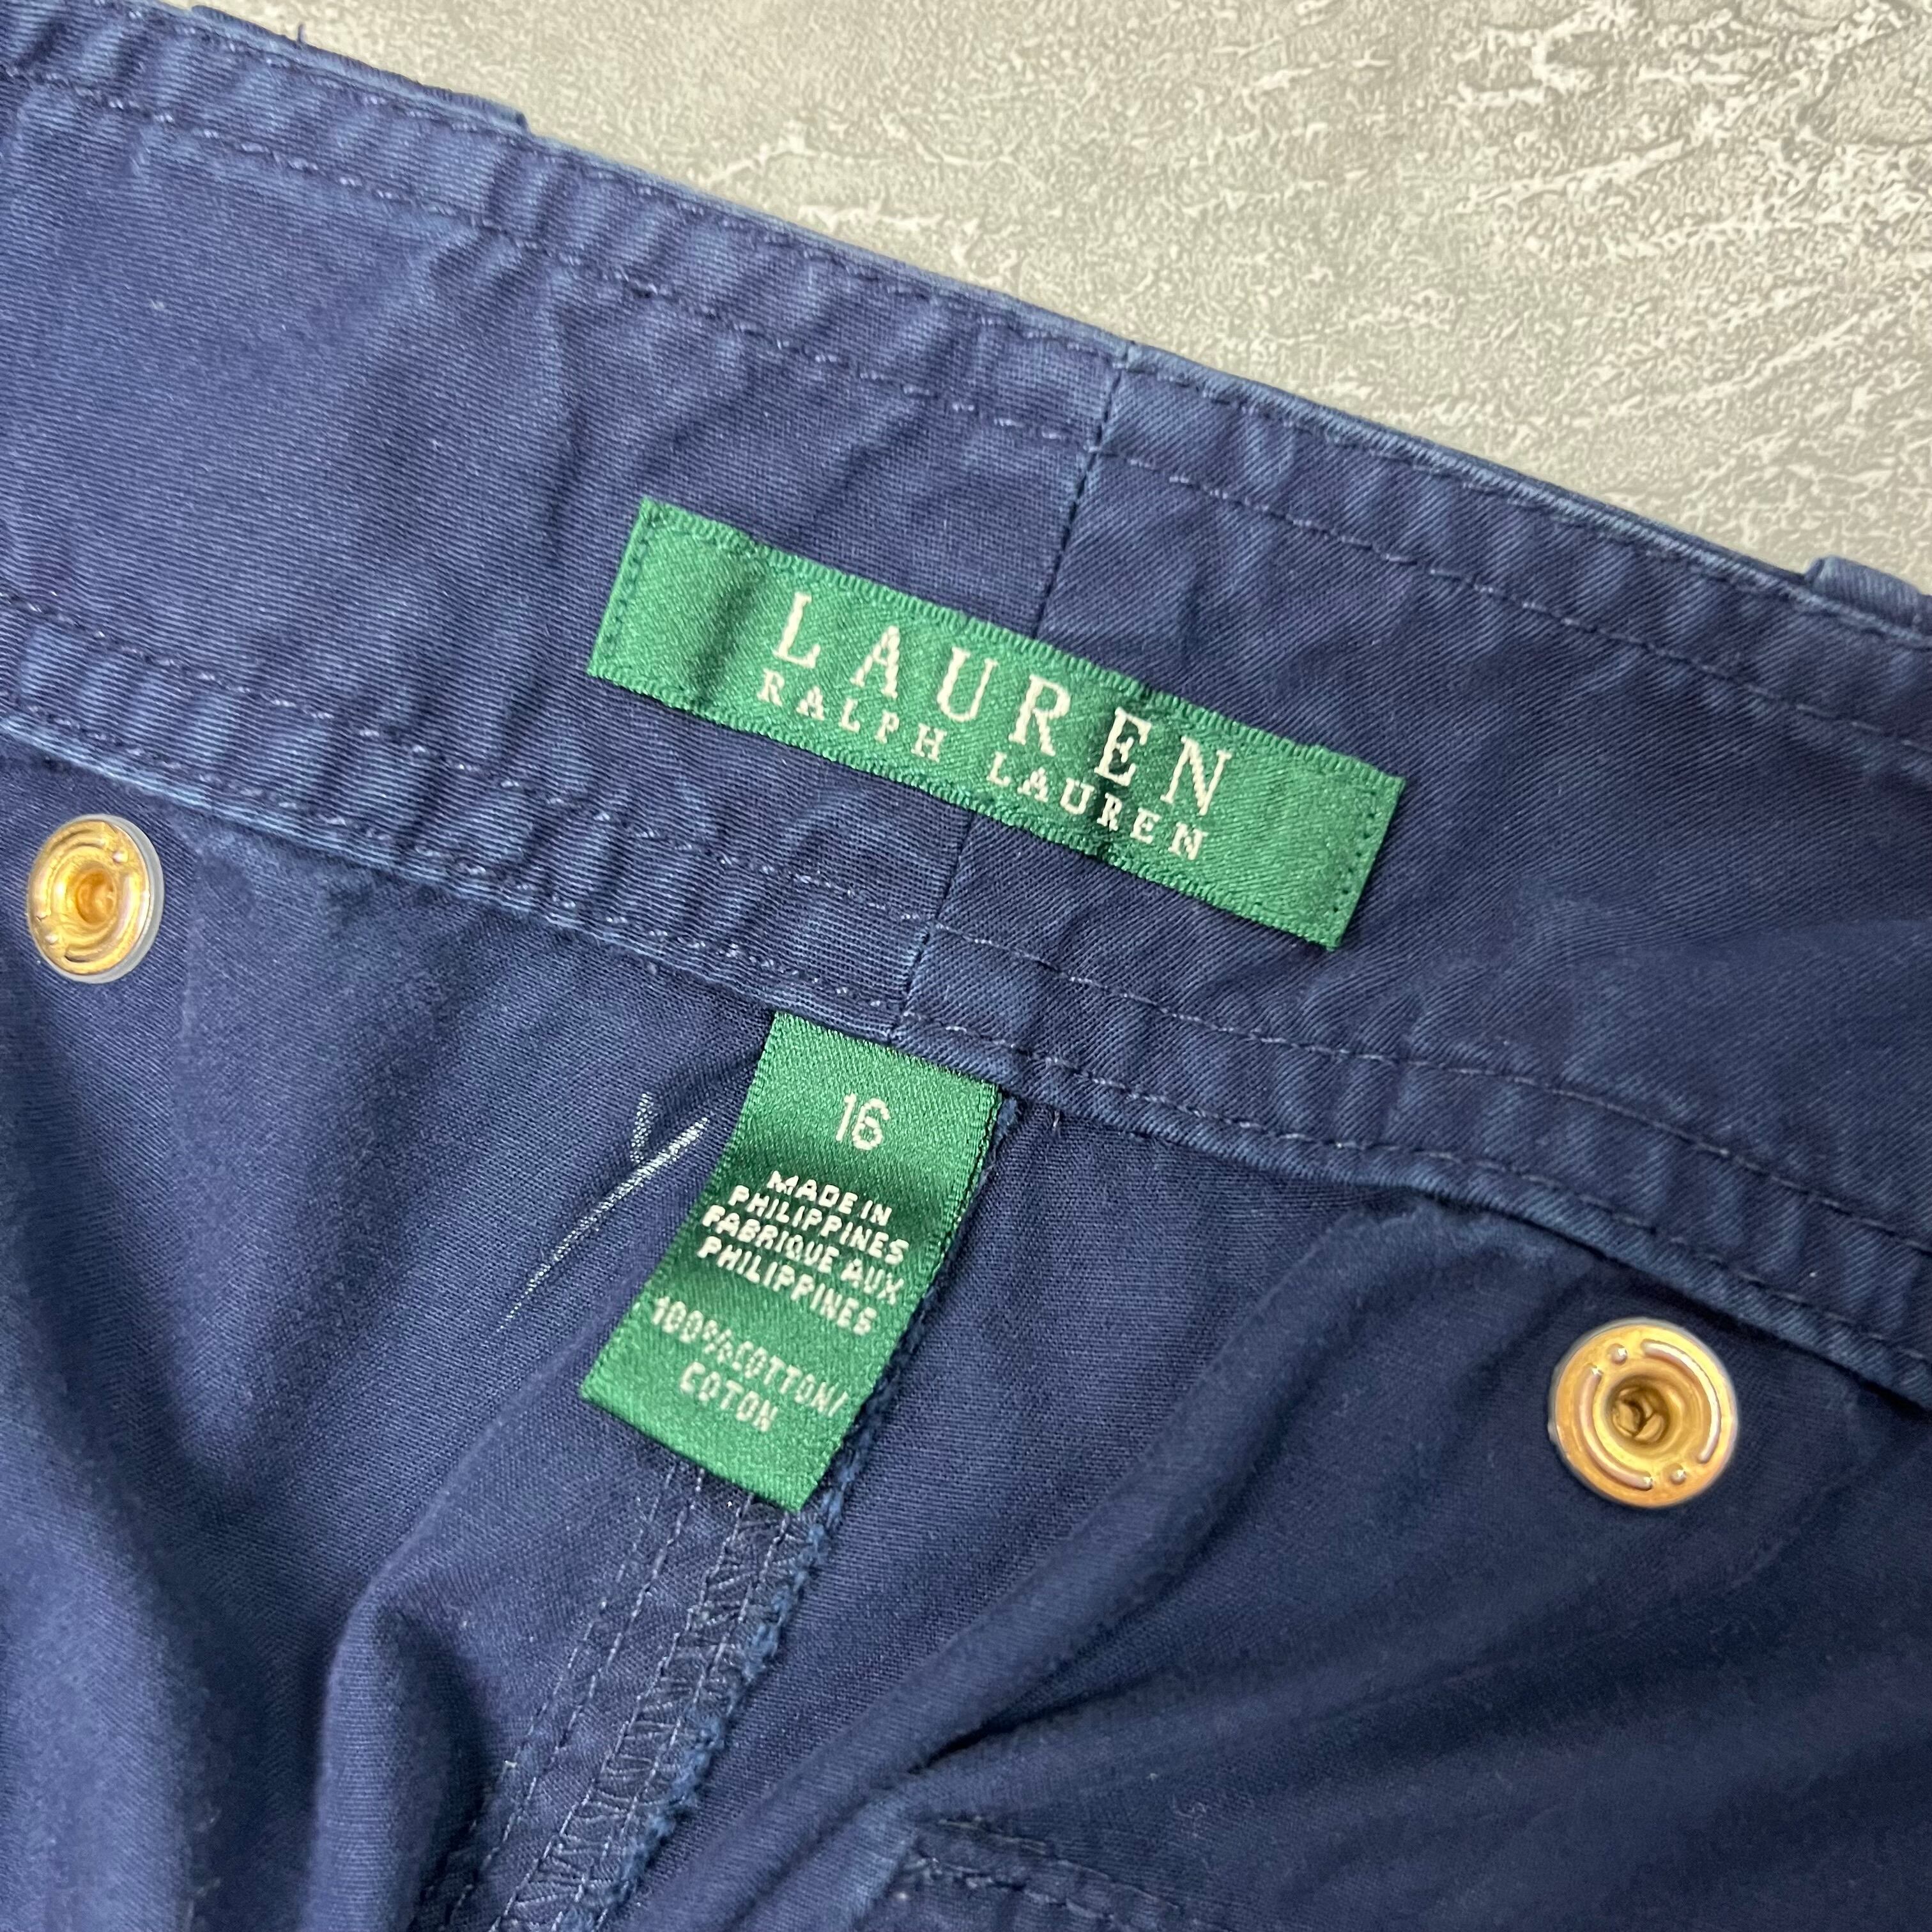 LAUREN
RALPH LAUREN
16
MADE IN
PHILIPPINES
FABRIQUE AUX
PHILIPPINES
100%COTTON/
COTON